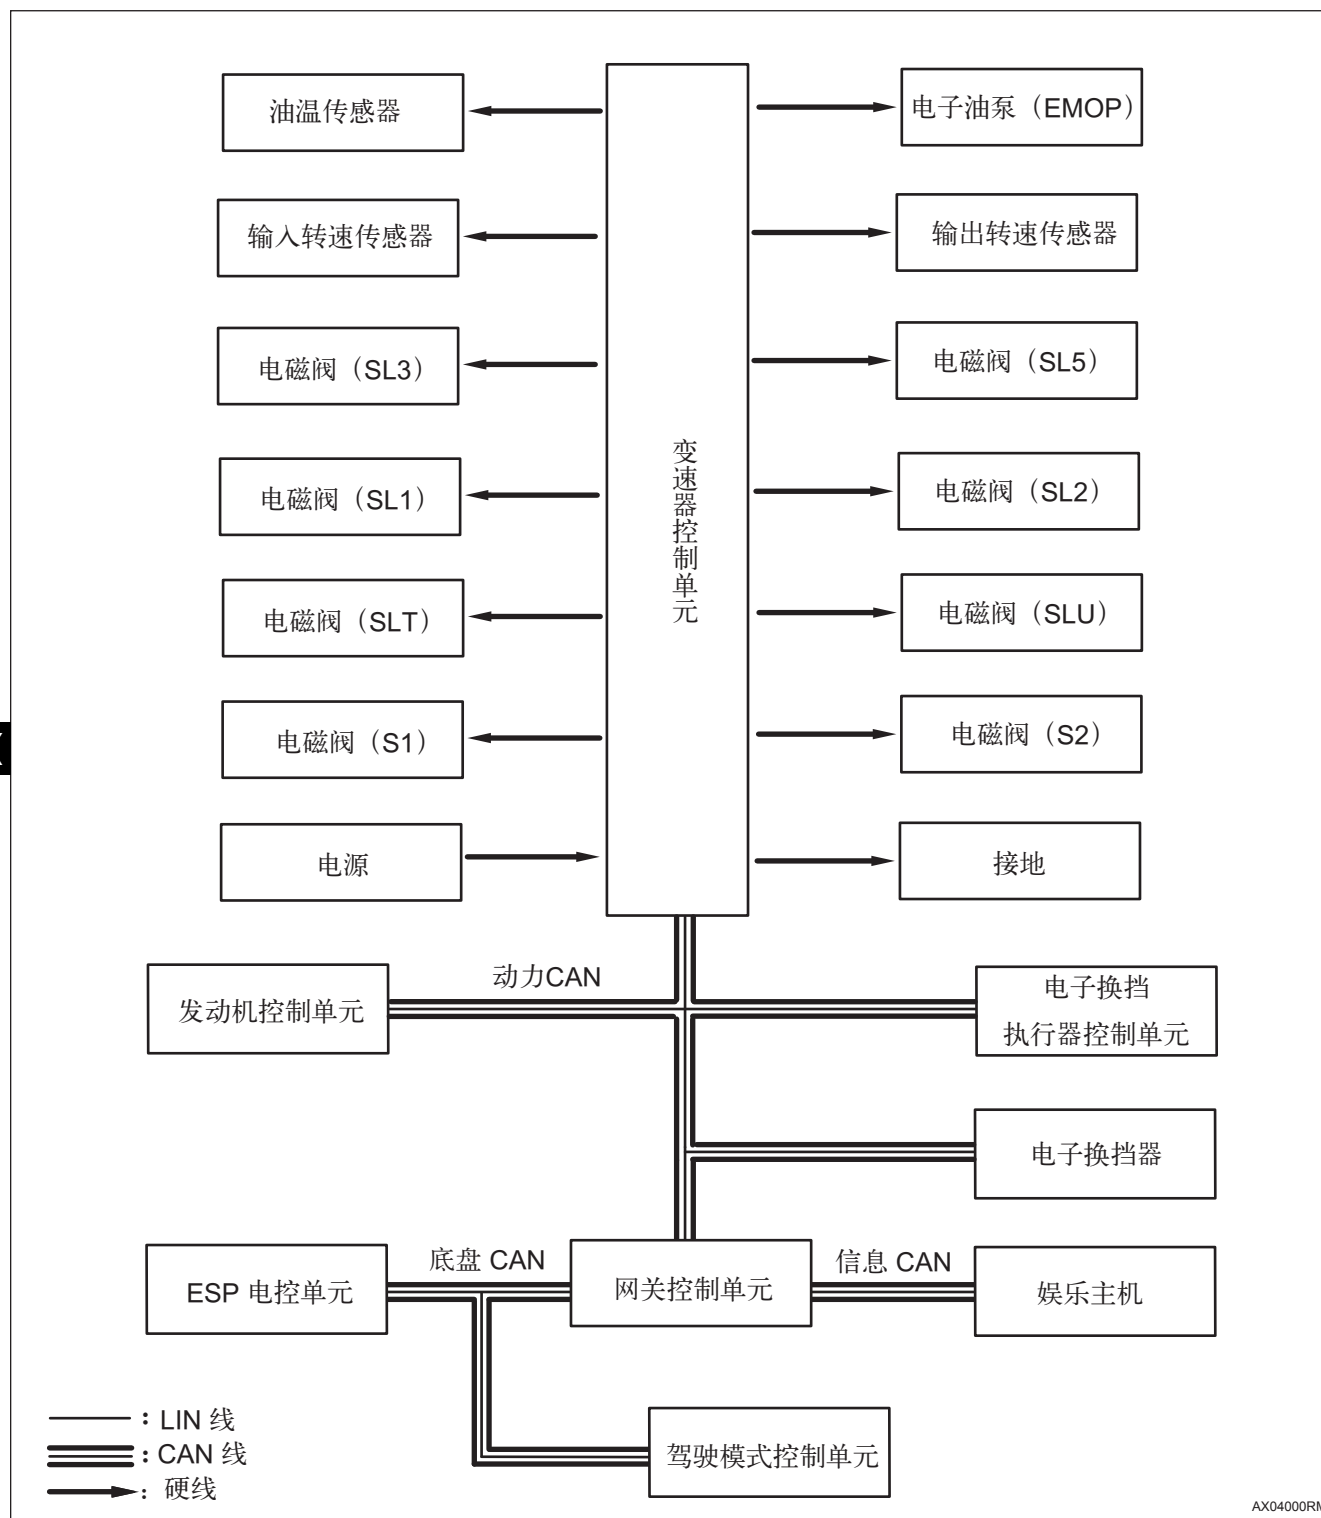 油温传感器
电子油泵（EMOP）
输入转速传感器
输出转速传感器
电磁阀（SL3）
电磁阀（SL5）
变速器控制单元
电磁阀（SL1）
电磁阀（SL2）
电磁阀（SLT）
电磁阀（SLU）
电磁阀（S1）
电磁阀（S2）
电源
接地
动力CAN
发动机控制单元
电子换挡
执行器控制单元
电子换挡器
底盘 CAN
信息 CAN
ESP 电控单元
网关控制单元
娱乐主机
：LIN 线
：CAN 线
：硬线
驾驶模式控制单元
AX04000RM